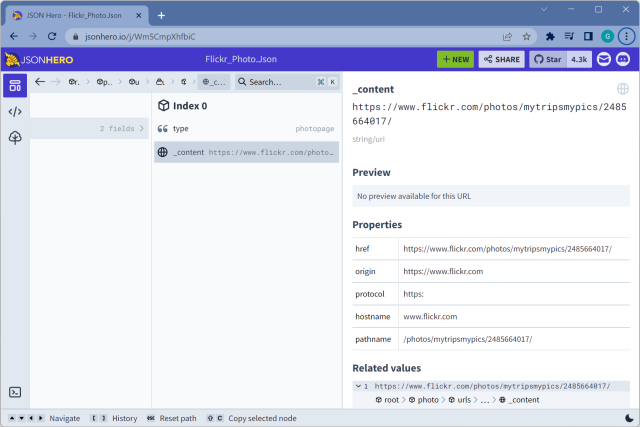 JSON Hero - Flickr_Photo.Json
jsonhero.io/j/Wm5CmpXhfbiC
G
JSONHERO
Flickr_Photo.Json
+ NEW
SHARE
Star
4.3k
r.
p...
u
c...
_c...
Search...
⌘ K
2 fields
Index 0
type
photopage
_content
https://www.flickr.com/photo...
_content
https://www.flickr.com/photos/mytripsmypics/2485
664017/
string/uri
Preview
No preview available for this URL
Properties
href
https://www.flickr.com/photos/mytripsmypics/2485664017/
origin
https://www.flickr.com
protocol
https:
hostname
www.flickr.com
pathname
/photos/mytripsmypics/2485664017/
Related values
1 https://www.flickr.com/photos/mytripsmypics/2485664017/
root > photo > urls > ... > _content
Navigate
[ ] History
esc Reset path
C Copy selected node